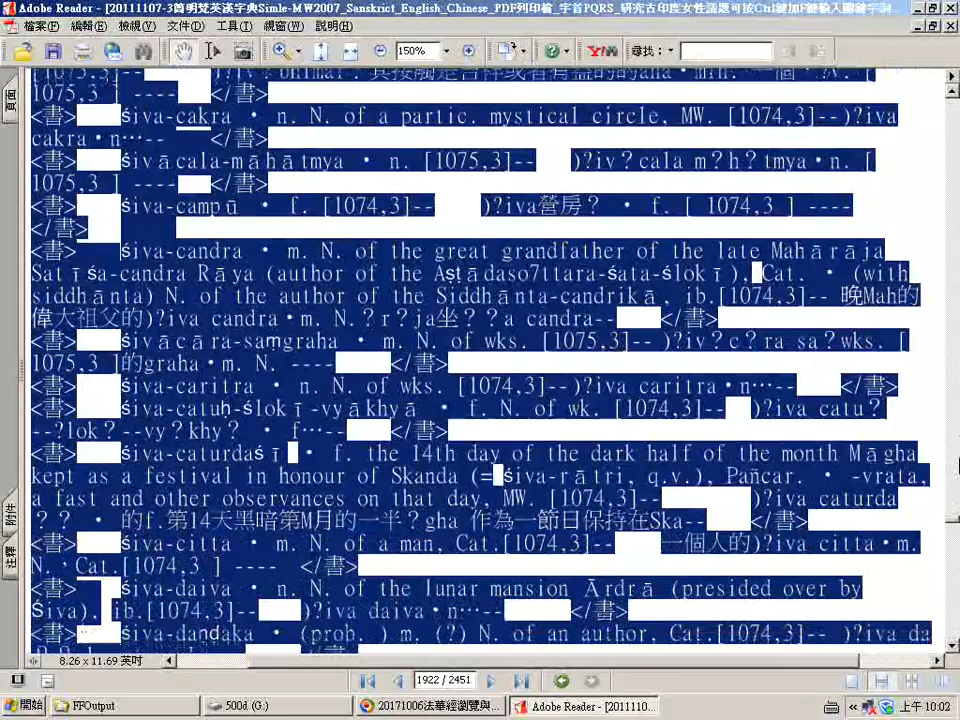 Adobe Reader - [20111107-3簡明梵英漢字典Simle-MW2007_Sanskrict_English_Chinese_PDF列印檔_字首PQRS_研究古印度女性議題可按Ctrl鍵加F鍵輸入關鍵字
檔案(F) 編輯(E) 檢視(V) 文件(D) 工具(T) 視窗(W) 說明(H)
150% 尋找：
頁面
1075,3 ] ---- </書>
<書> śiva-cakra ‧ n. N. of a partic. mystical circle, MW. [1074,3]--)?iva
cakra‧n…-- </書>
<書> śivācala-māhātmya ‧ n. [1075,3]-- )?iv？cala m？h？tmya‧n. [
1075,3 ] ---- </書>
<書> śiva-campū ‧ f. [1074,3]-- )?iva營房？ ‧ f. [ 1074,3 ] ----
</書>
<書> śiva-candra ‧ m. N. of the great grandfather of the late Mahārāja
Satīśa-candra Rāya (author of the Aṣṭādaso7ttara-śata-ślokī), Cat. ‧ (with
siddhānta) N. of the author of the Siddhānta-candrikā, ib.[1074,3]-- 晚Mah的
偉大祖父的)?iva candra‧m. N.？r？ja坐？？a candra-- </書>
<書> śivācāra-saṃgraha ‧ m. N. of wks. [1075,3]-- )?iv？c？ra sa？wks. [
1075,3 ]的graha‧m. N. ---- </書>
<書> śiva-caritra ‧ n. N. of wks. [1074,3]--)?iva caritra‧n…-- </書>
<書> śiva-catuḥ-ślokī-vyākhyā ‧ f. N. of wk. [1074,3]-- )?iva catu？
--?lok？--vy？khy？ ‧ f…-- </書>
<書> śiva-caturdaśī ‧ f. the 14th day of the dark half of the month Māgha
kept as a festival in honour of Skanda (= śiva-rātri, q.v.), Pañcar. ‧ -vrata,
a fast and other observances on that day, MW. [1074,3]-- )?iva caturda
？？ ‧ 的f.第14天黑暗第M月的一半？gha 作為一節日保持在Ska-- </書>
<書> śiva-citta ‧ m. N. of a man, Cat.[1074,3]-- 一個人的)?iva citta‧m.
N.‧Cat.[1074,3 ] ---- </書>
<書> śiva-daiva ‧ n. N. of the lunar mansion Ārdrā (presided over by
Śiva), ib.[1074,3]-- )?iva daiva‧n…-- </書>
<書> śiva-daṇḍaka ‧ (prob. ) m. (?) N. of an author, Cat.[1074,3]-- )?iva da
附件
注釋
8.26 x 11.69 英吋
1922 / 2451
開始 FFOutput 500d (G:) 20171006法華經瀏覽與... Adobe Reader - [2011110... 上午 10:02